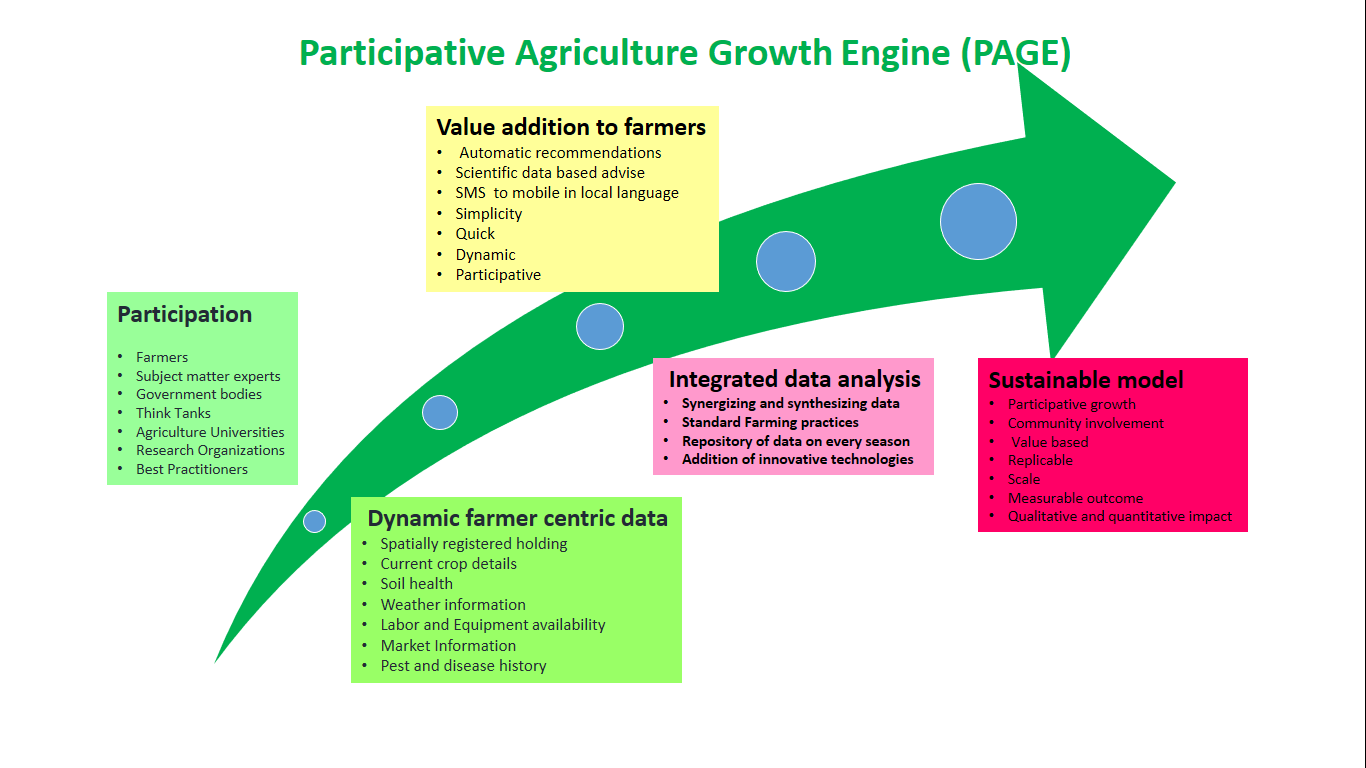 Participative Agriculture Growth Engine (PAGE)
Value addition to farmers
• Automatic recommendations
• Scientific data based advise
• SMS to mobile in local language
• Simplicity
• Quick
• Dynamic
• Participative
Participation
• Farmers
• Subject matter experts
• Government bodies
• Think Tanks
• Agriculture Universities
• Research Organizations
• Best Practitioners
Integrated data analysis
• Synergizing and synthesizing data
• Standard Farming practices
• Repository of data on every season
• Addition of innovative technologies
Sustainable model
• Participative growth
• Community involvement
• Value based
• Replicable
• Scale
• Measurable outcome
• Qualitative and quantitative impact
Dynamic farmer centric data
• Spatially registered holding
• Current crop details
• Soil health
• Weather information
• Labor and Equipment availability
• Market Information
• Pest and disease history